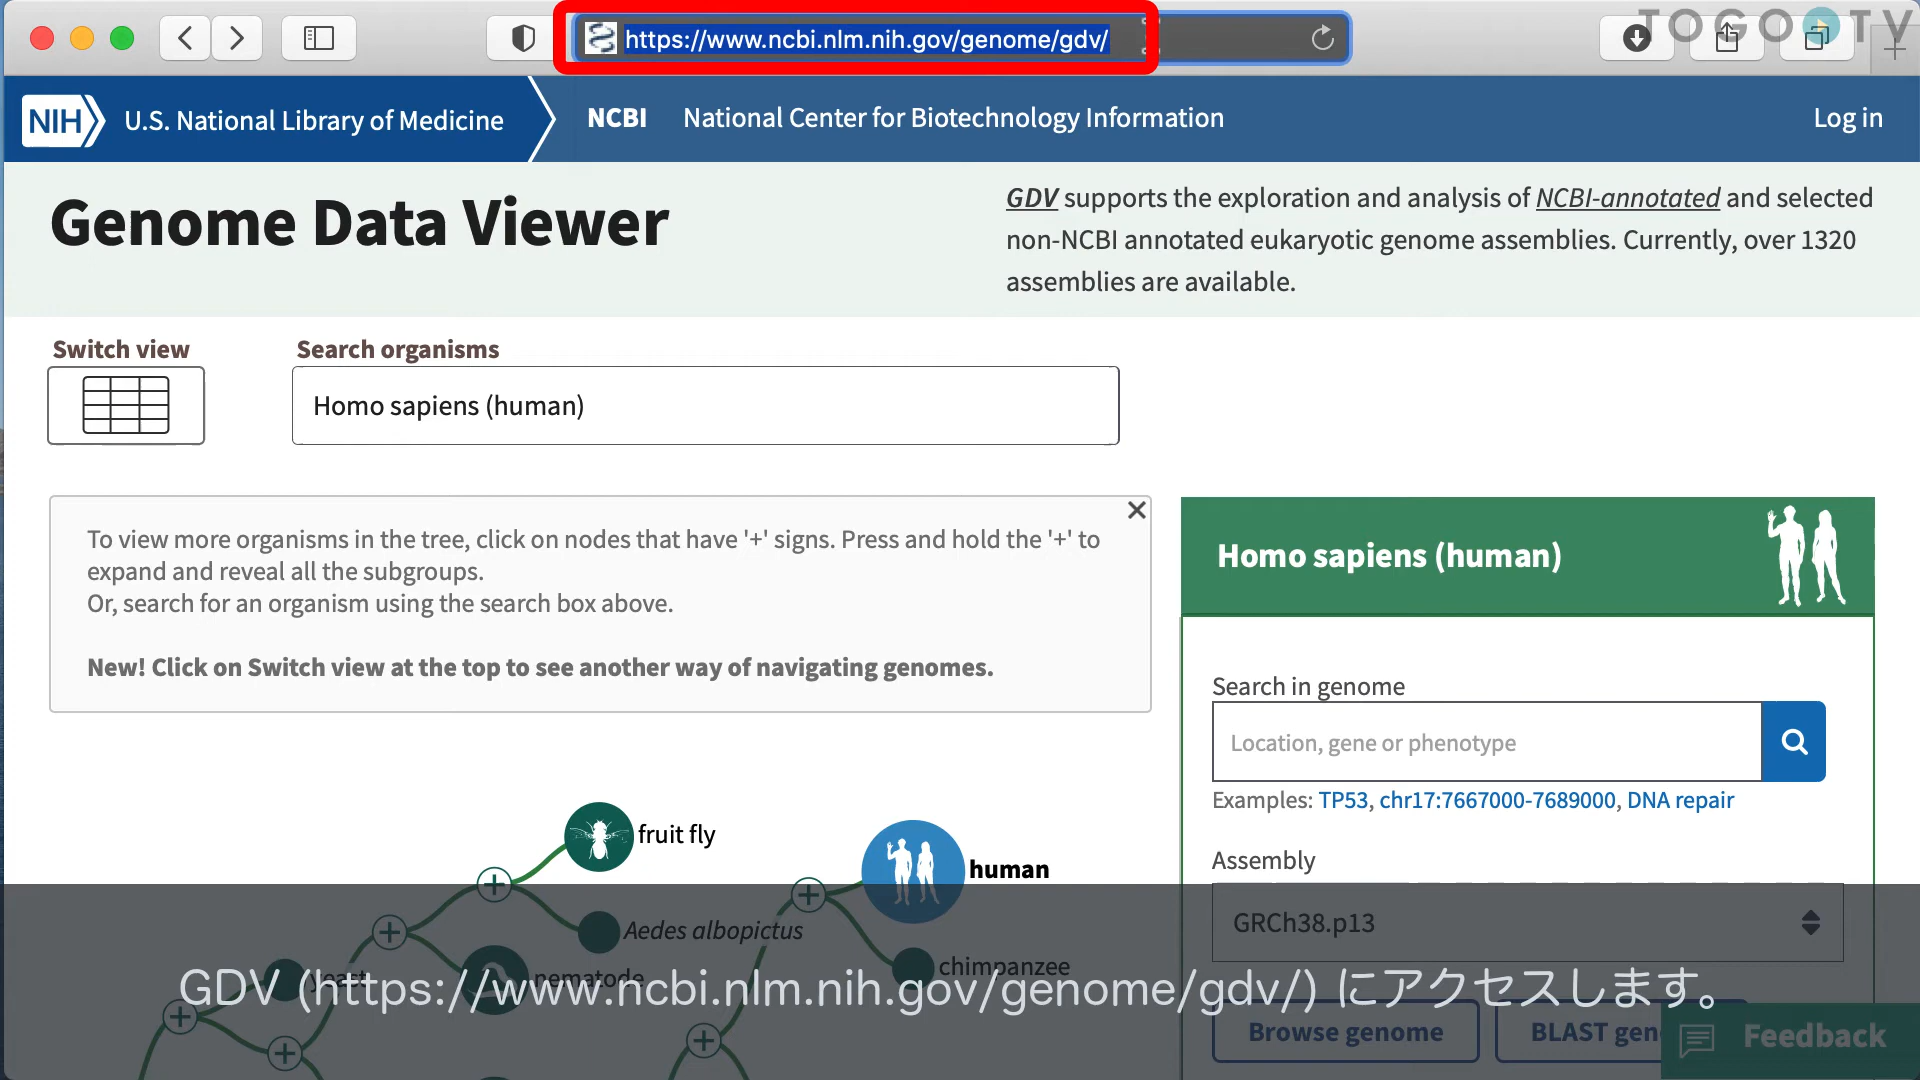 https://www.ncbi.nlm.nih.gov/genome/gdv/
TOGO TV
NIH U.S. National Library of Medicine
NCBI National Center for Biotechnology Information
Log in
Genome Data Viewer
GDV supports the exploration and analysis of NCBI-annotated and selected
non-NCBI annotated eukaryotic genome assemblies. Currently, over 1320
assemblies are available.
Switch view
Search organisms
Homo sapiens (human)
To view more organisms in the tree, click on nodes that have '+' signs. Press and hold the '+' to
expand and reveal all the subgroups.
Or, search for an organism using the search box above.
New! Click on Switch view at the top to see another way of navigating genomes.
Homo sapiens (human)
Search in genome
Location, gene or phenotype
Examples: TP53, chr17:7667000-7689000, DNA repair
Assembly
GRCh38.p13
fruit fly
human
Aedes albopictus
chimpanzee
yeast
nematode
GDV (https://www.ncbi.nlm.nih.gov/genome/gdv/) にアクセスします。
Browse genome
BLAST gen
Feedback